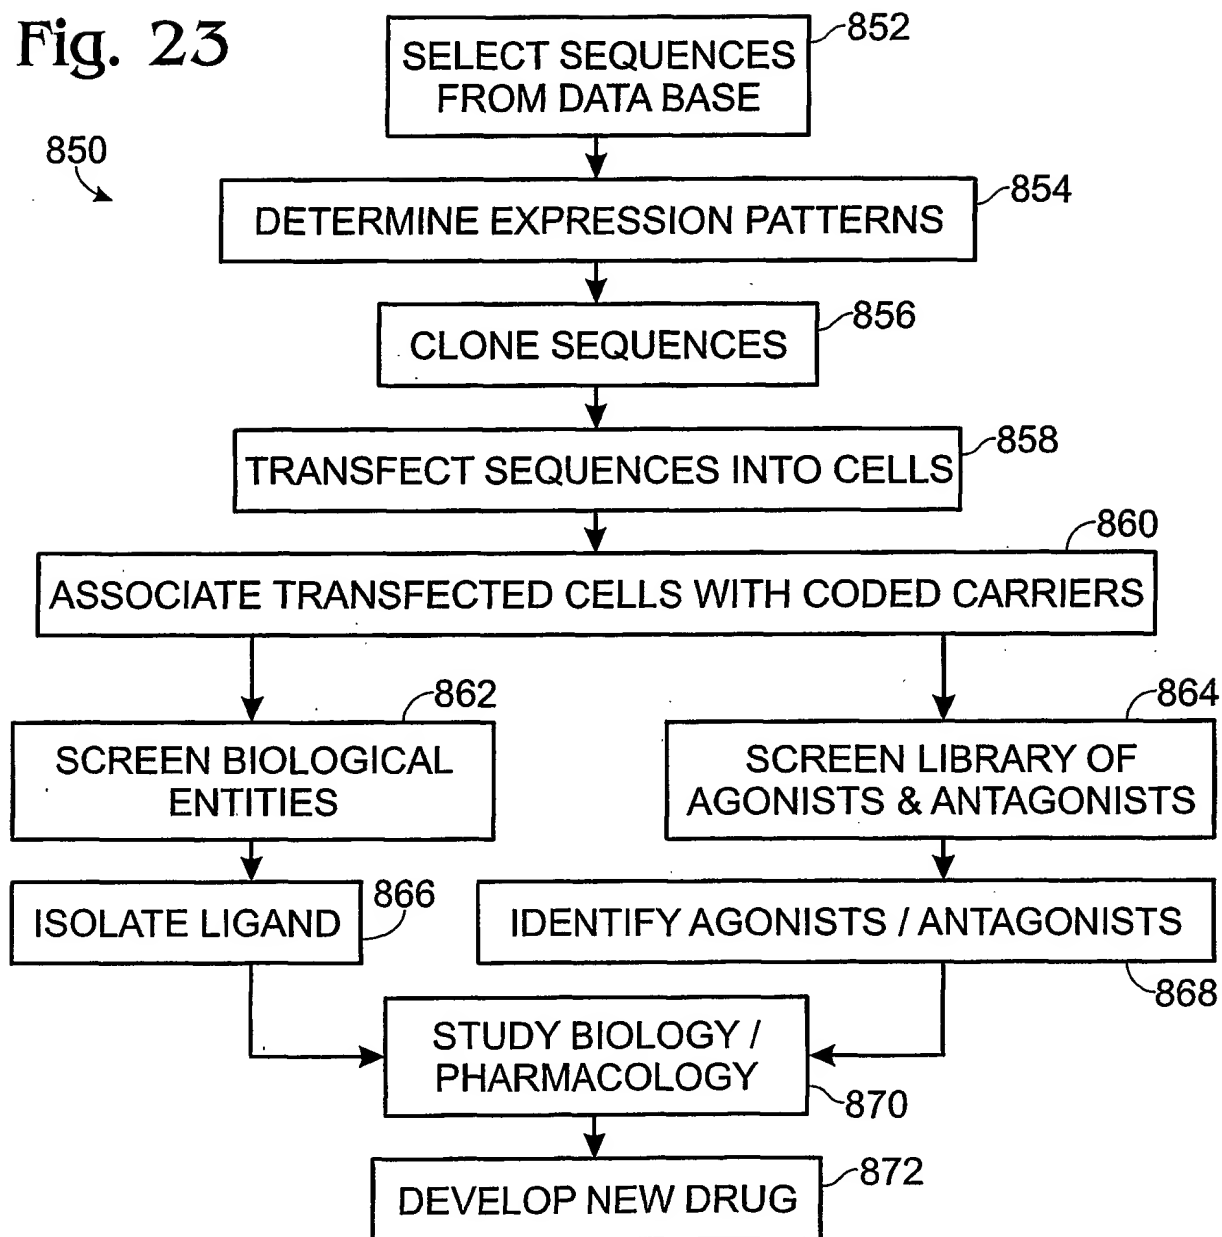 Fig. 23
850
852
SELECT SEQUENCES
FROM DATA BASE
854
DETERMINE EXPRESSION PATTERNS
856
CLONE SEQUENCES
858
TRANSFECT SEQUENCES INTO CELLS
860
ASSOCIATE TRANSFECTED CELLS WITH CODED CARRIERS
862
SCREEN BIOLOGICAL
ENTITIES
864
SCREEN LIBRARY OF
AGONISTS & ANTAGONISTS
ISOLATE LIGAND
866
IDENTIFY AGONISTS / ANTAGONISTS
868
STUDY BIOLOGY /
PHARMACOLOGY
870
872
DEVELOP NEW DRUG